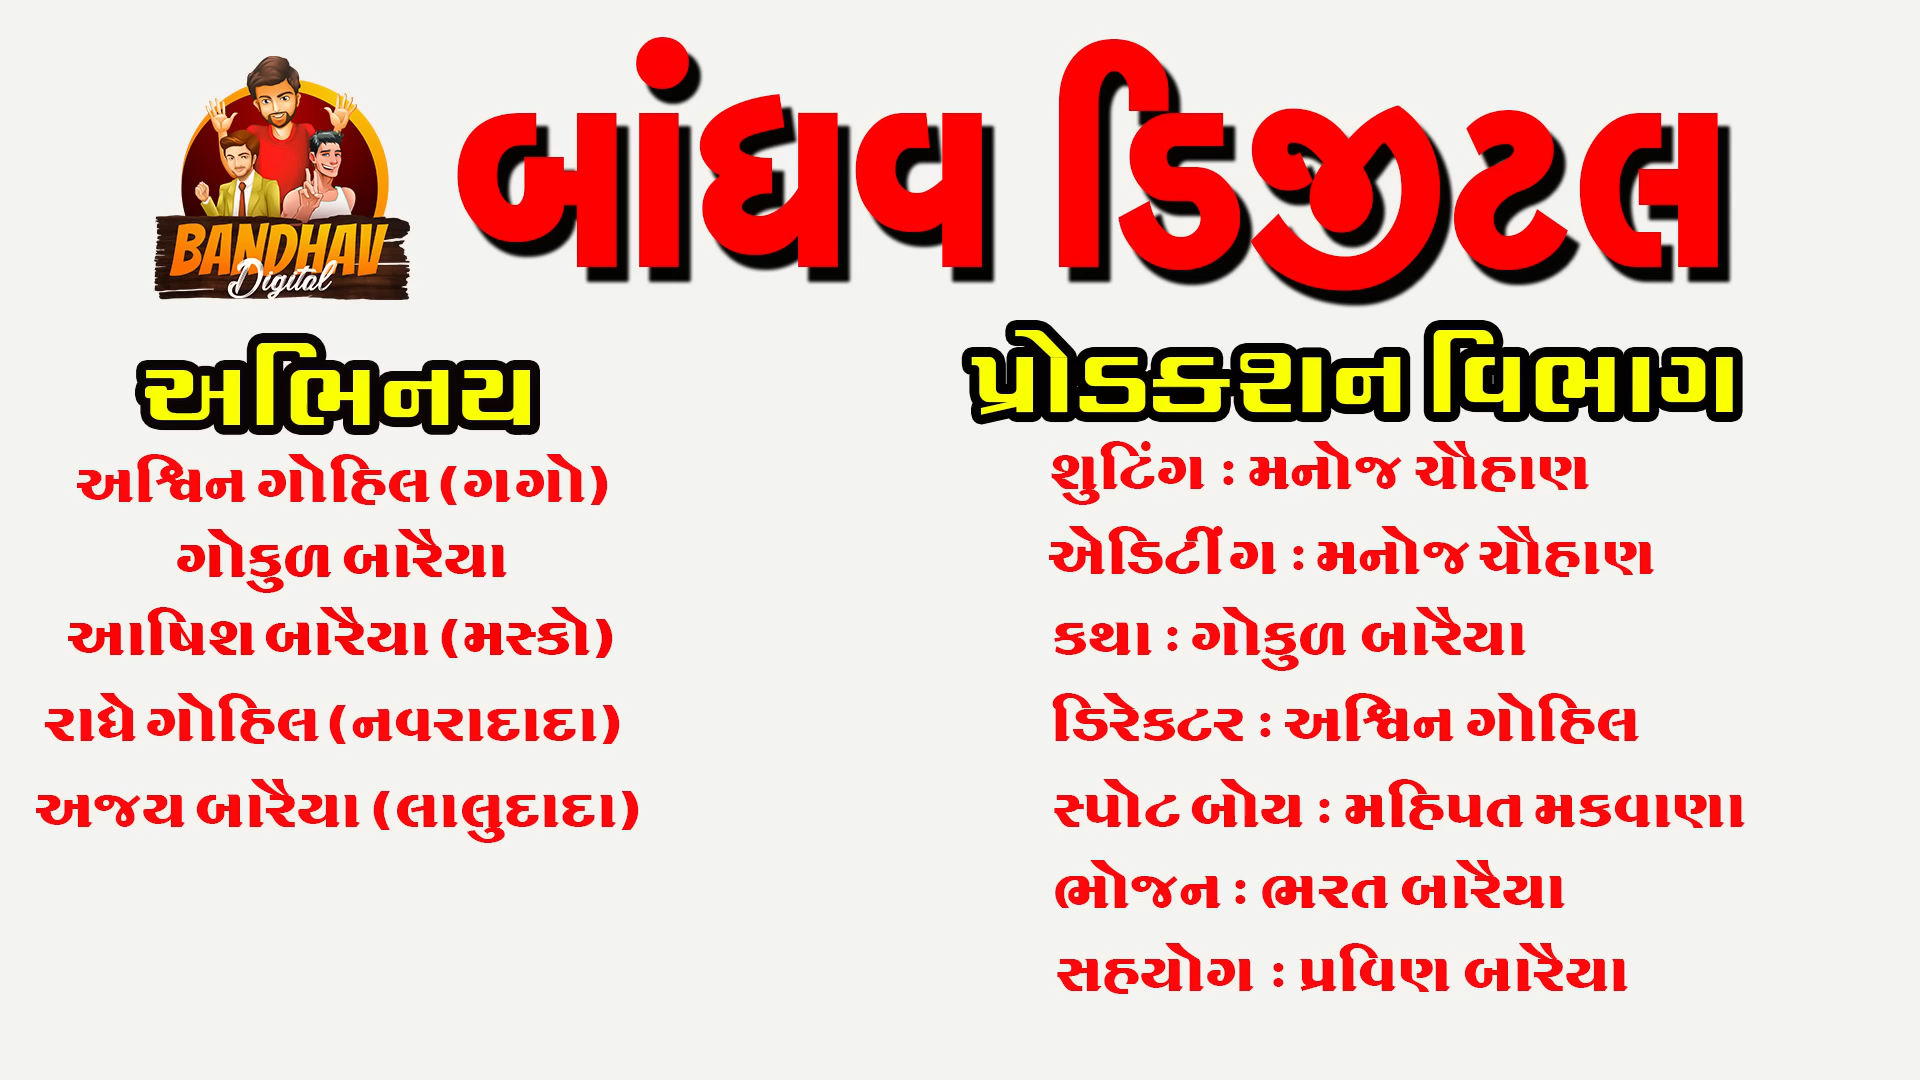 BANDHAV
Digital
બાંધવ ડિજીટલ
અભિનય
અશ્વિન ગોહિલ (ગગો)
ગોકુળ બારૈયા
આષિશ બારૈયા (મસ્કો)
રાધે ગોહિલ (નવરાદાદા)
અજય બારૈયા (લાલુદાદા)
પ્રોડકશન વિભાગ
શુટિંગ : મનોજ ચૌહાણ
એડિટીંગ : મનોજ ચૌહાણ
કથા : ગોકુળ બારૈયા
ડિરેકટર : અશ્વિન ગોહિલ
સ્પોટ બોય : મહિપત મકવાણા
ભોજન : ભરત બારૈયા
સહયોગ : પ્રવિણ બારૈયા